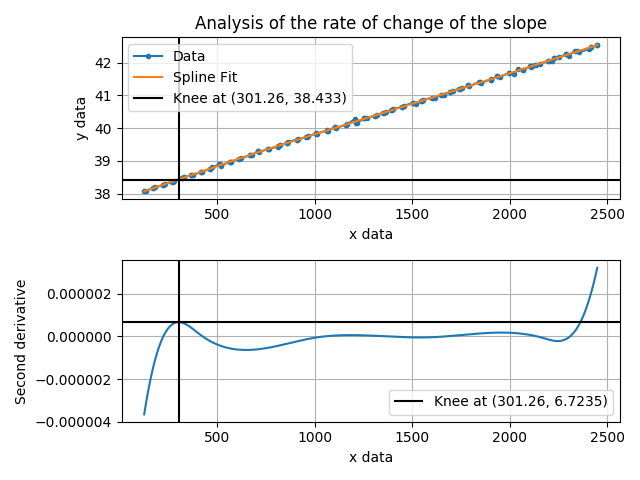 Analysis of the rate of change of the slope
Data
Spline Fit
Knee at (301.26, 38.433)
y data
42
41
40
39
38
500
1000
1500
2000
2500
x data
Second derivative
0.000002
0.000000
−0.000002
−0.000004
Knee at (301.26, 6.7235)
500
1000
1500
2000
2500
x data